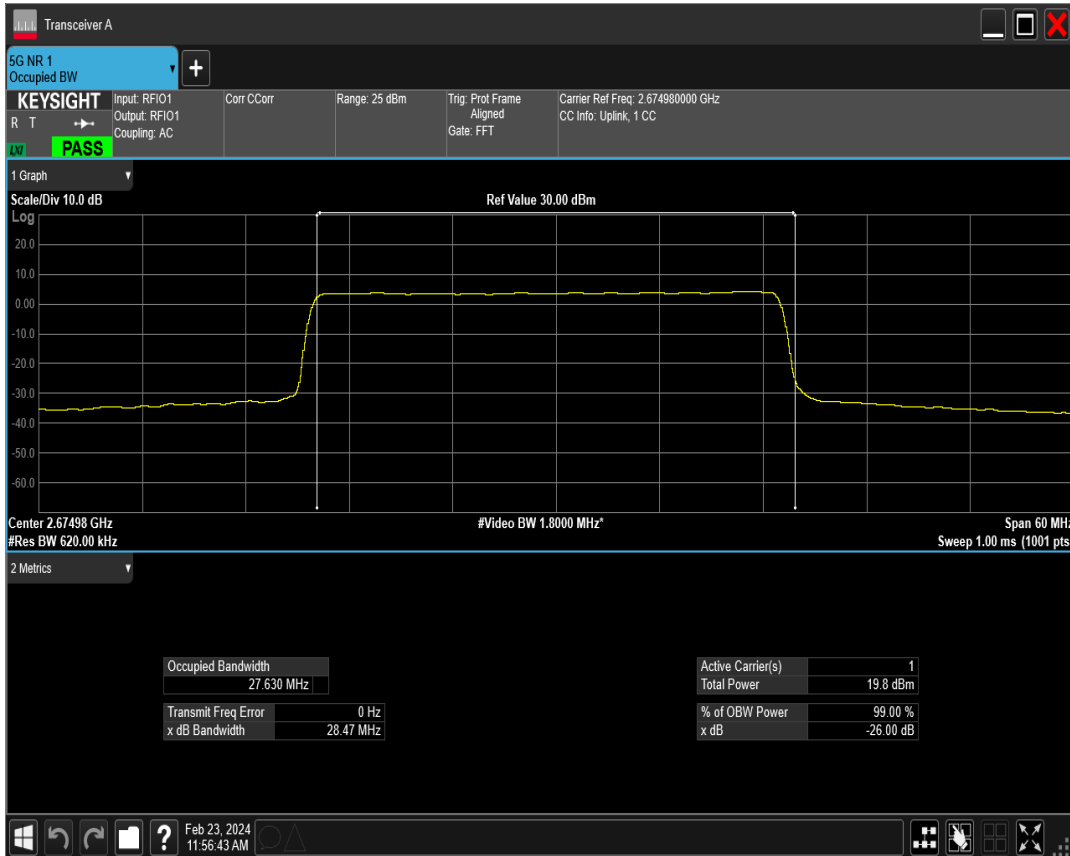 Transceiver A
5G NR 1
Occupied BW
KEYSIGHT
R T
LXI
PASS
Input: RFIO1
Output: RFIO1
Coupling: AC
Corr CCorr
Range: 25 dBm
Trig: Prot Frame
Aligned
Gate: FFT
Carrier Ref Freq: 2.674980000 GHz
CC Info: Uplink, 1 CC
1 Graph
Scale/Div 10.0 dB
Ref Value 30.00 dBm
Log
20.0
10.0
0.00
-10.0
-20.0
-30.0
-40.0
-50.0
-60.0
Center 2.67498 GHz
#Video BW 1.8000 MHz*
Span 60 MHz
#Res BW 620.00 kHz
Sweep 1.00 ms (1001 pts
2 Metrics
Occupied Bandwidth
27.630 MHz
Transmit Freq Error 0 Hz
x dB Bandwidth 28.47 MHz
Active Carrier(s) 1
Total Power 19.8 dBm
% of OBW Power 99.00 %
x dB -26.00 dB
?
Feb 23, 2024
11:56:43 AM